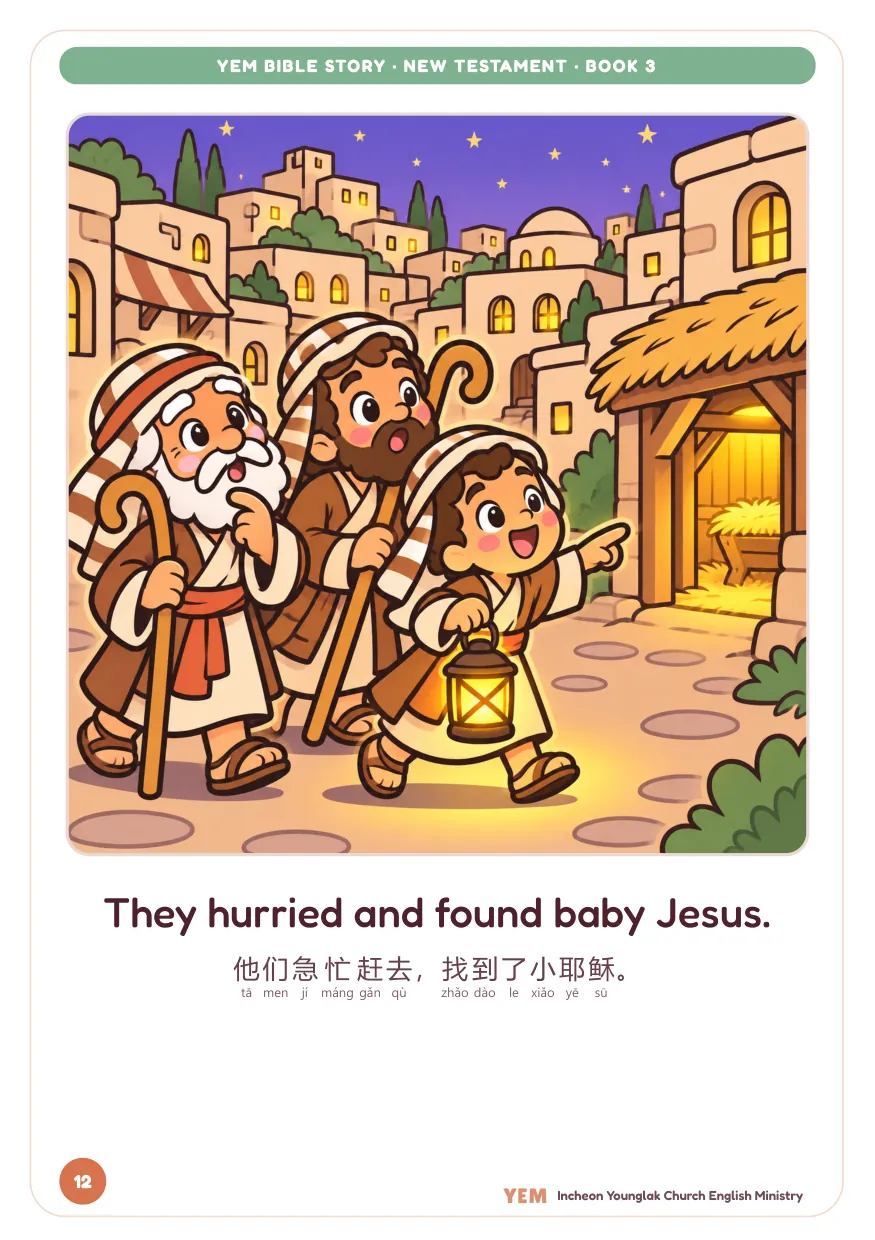 YEM BIBLE STORY · NEW TESTAMENT · BOOK 3
They hurried and found baby Jesus.
他们急忙赶去，找到了小耶稣。
tā men jí máng gǎn qù zhǎo dào le xiǎo yē sū
12
YEM Incheon Younglak Church English Ministry